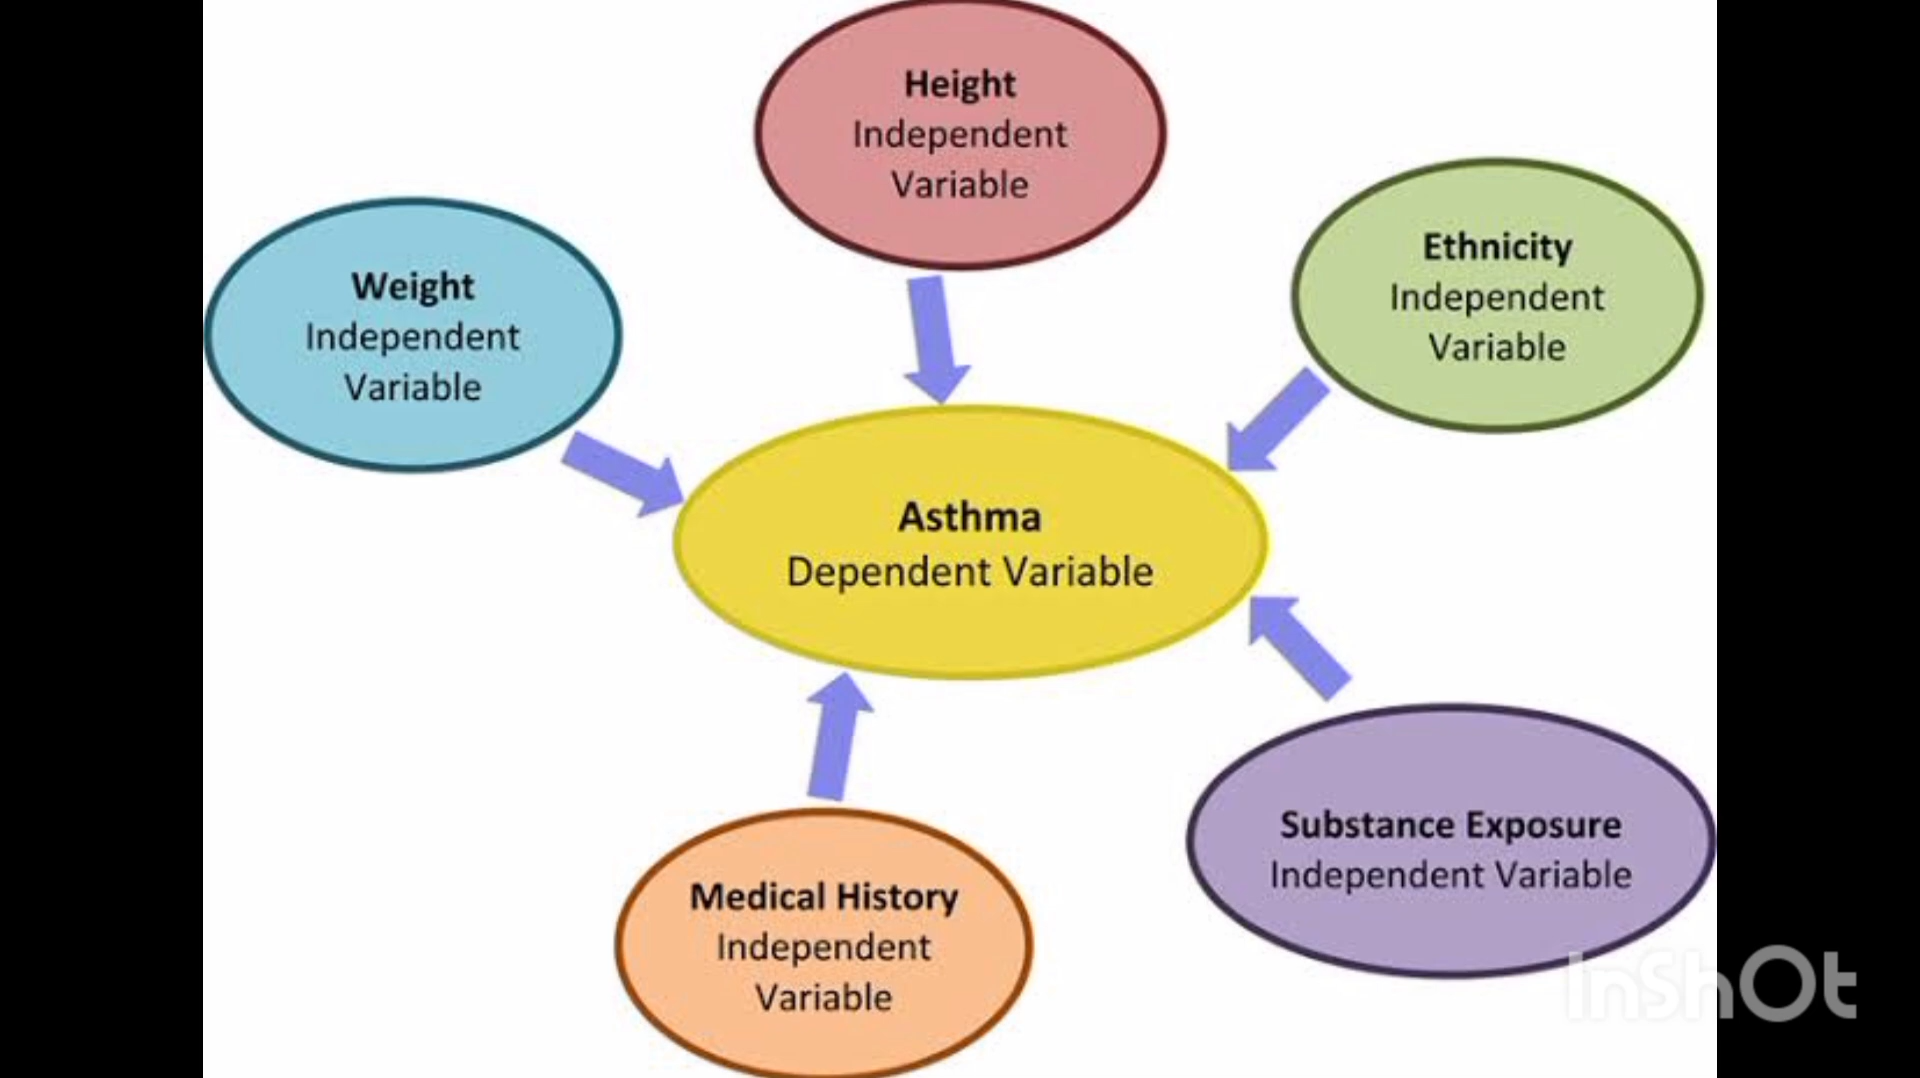 Height
Independent
Variable
Ethnicity
Independent
Variable
Weight
Independent
Variable
Asthma
Dependent Variable
Substance Exposure
Independent Variable
Medical History
Independent
Variable
InShOt